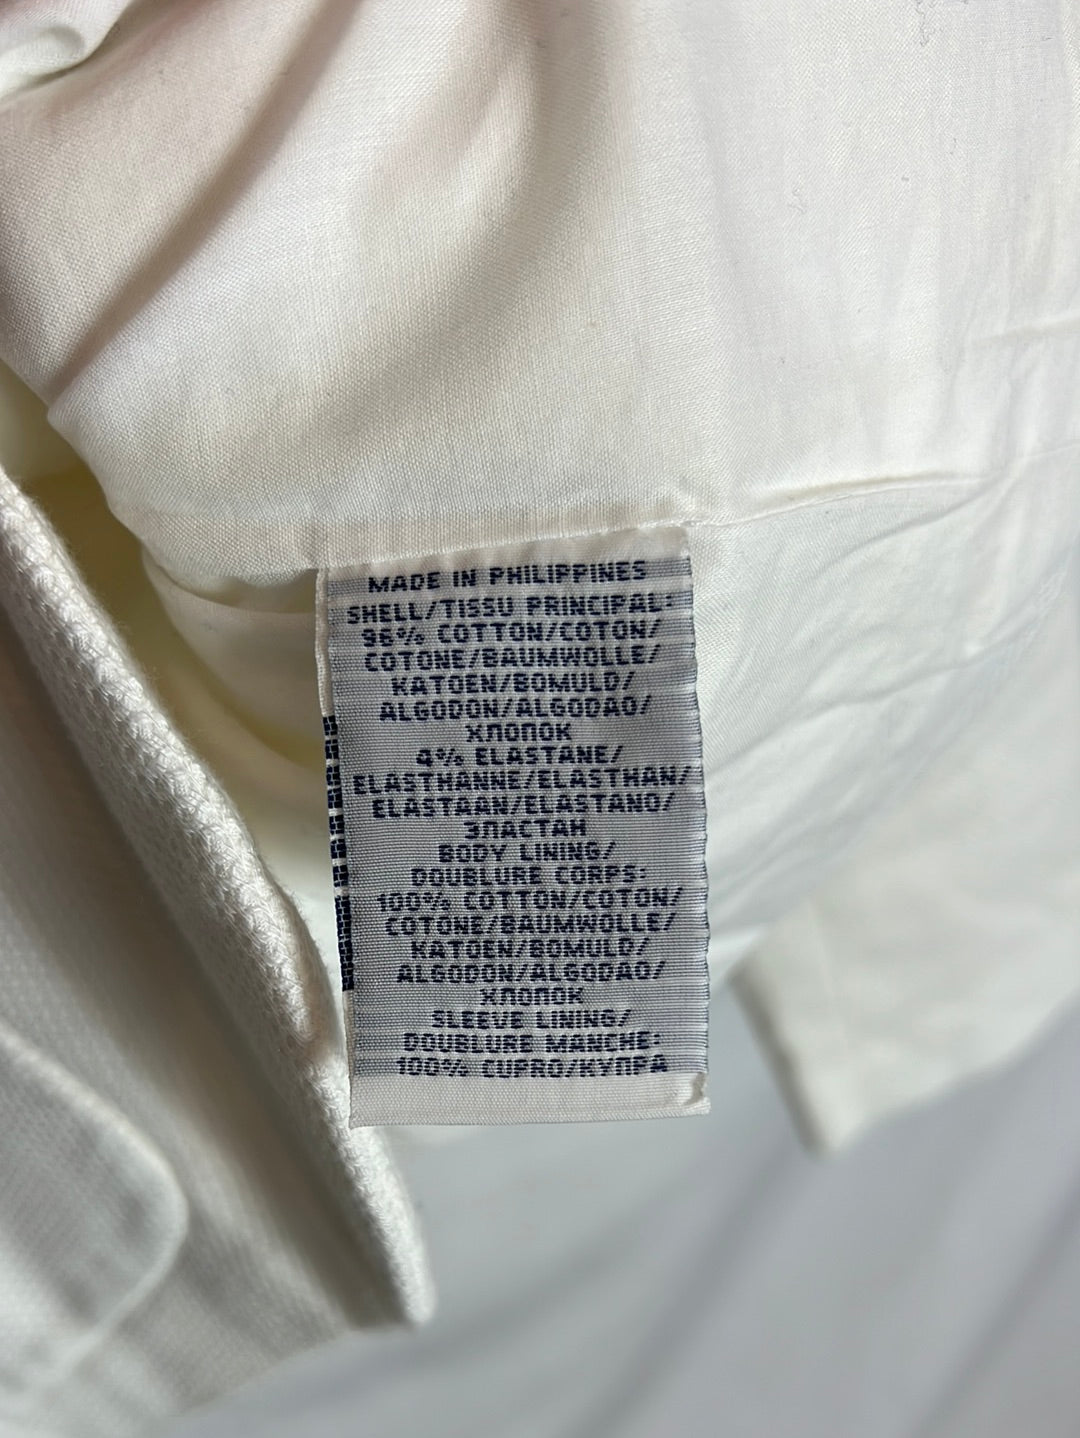 MADE IN PHILIPPINES
SHELL/TISSU PRINCIPAL:
96% COTTON/COTON/
COTONE/BAUMWOLLE/
KATOEN/BOMULD/
ALGODON/ALGODAO/
ХЛОПОК
4% ELASTANE/
ELASTHANNE/ELASTHAN/
ELASTAAN/ELASTANO/
ЭЛАСТАН
BODY LINING/
DOUBLURE CORPS:
100% COTTON/COTON/
COTONE/BAUMWOLLE/
KATOEN/BOMULD/
ALGODON/ALGODAO/
ХЛОПОК
SLEEVE LINING/
DOUBLURE MANCHE:
100% CUPRO/КУПРА